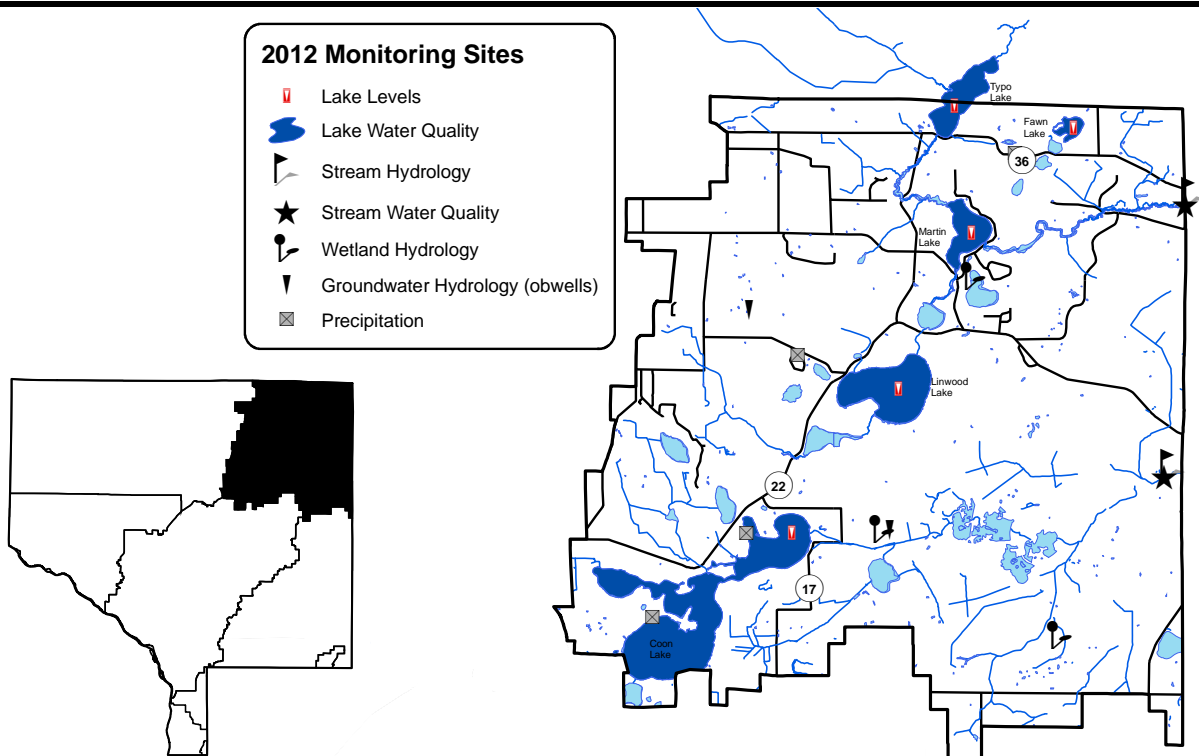 2012 Monitoring Sites
Lake Levels
Lake Water Quality
Stream Hydrology
Stream Water Quality
Wetland Hydrology
Groundwater Hydrology (obwells)
Precipitation
Typo
Lake
Fawn
Lake
36
Martin
Lake
Linwood
Lake
22
17
Coon
Lake